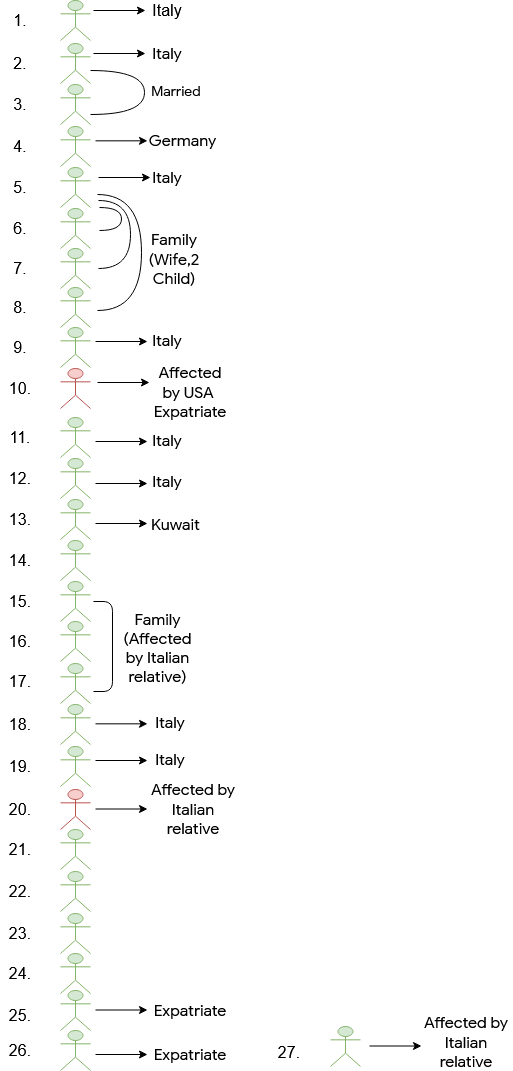 1. Italy
2. Italy
Married
3.
4. Germany
5. Italy
6.
Family
(Wife,2
Child)
7.
8.
9. Italy
10. Affected
by USA
Expatriate
11. Italy
12. Italy
13. Kuwait
14.
15.
Family
(Affected
by Italian
relative)
16.
17.
18. Italy
19. Italy
20. Affected by
Italian
relative
21.
22.
23.
24.
25. Expatriate
26. Expatriate
27. Affected by
Italian
relative